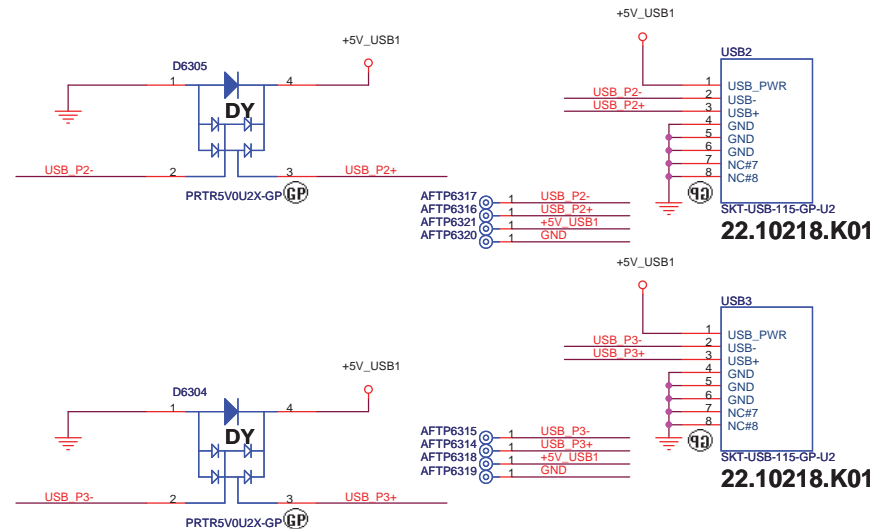 +5V_USB1
USB2
1 USB_PWR
USB_P2- 2 USB-
USB_P2+ 3 USB+
4 GND
5 GND
6 GND
7 NC#7
8 NC#8
GP
SKT-USB-115-GP-U2
22.10218.K01
+5V_USB1
D6305
1 4
DY
USB_P2- 2 3 USB_P2+
PRTR5V0U2X-GP GP
AFTP6317 1 USB_P2-
AFTP6316 1 USB_P2+
AFTP6321 1 +5V_USB1
AFTP6320 1 GND
+5V_USB1
USB3
1 USB_PWR
USB_P3- 2 USB-
USB_P3+ 3 USB+
4 GND
5 GND
6 GND
7 NC#7
8 NC#8
GP
SKT-USB-115-GP-U2
22.10218.K01
+5V_USB1
D6304
1 4
DY
USB_P3- 2 3 USB_P3+
PRTR5V0U2X-GP GP
AFTP6315 1 USB_P3-
AFTP6314 1 USB_P3+
AFTP6318 1 +5V_USB1
AFTP6319 1 GND